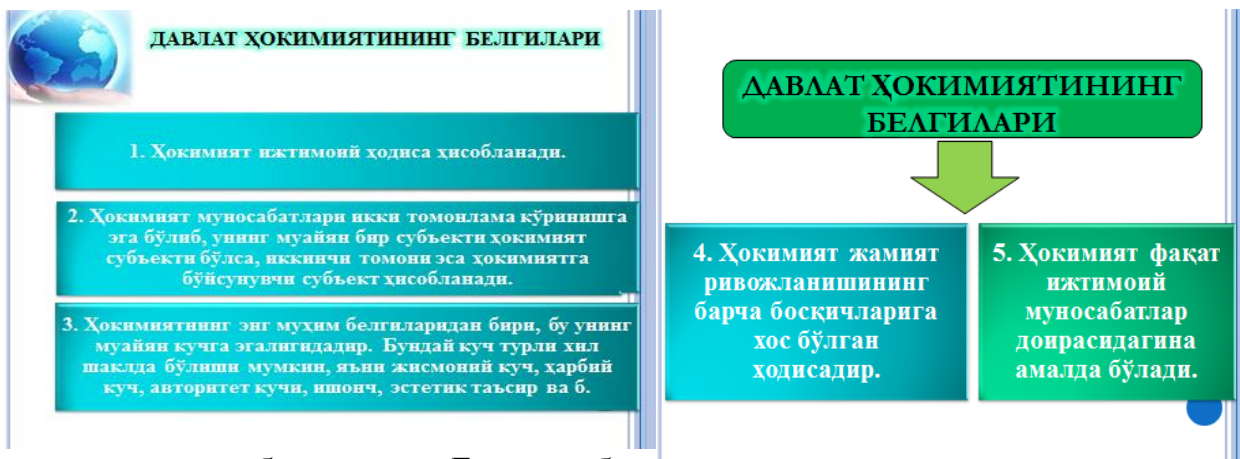 ДАВЛАТ ҲОКИМИЯТИНИНГ БЕЛГИЛАРИ
1. Ҳокимият ижтимоий ҳодиса ҳисобланади.
2. Ҳокимият муносабатлари икки томонлама кўринишга
эга бўлиб, унинг муайян бир субъекти ҳокимият
субъекти бўлса, иккинчи томони эса ҳокимиятга
бўйсунувчи субъект ҳисобланади.
3. Ҳокимиятнинг энг муҳим белгиларидан бири, бу унинг
муайян кучга эгалигидадир. Бундай куч турли хил
шаклда бўлиши мумкин, яъни жисмоний куч, ҳарбий
куч, авторитет кучи, ишонч, эстетик таъсир ва б.
ДАВЛАТ ҲОКИМИЯТИНИНГ
БЕЛГИЛАРИ
4. Ҳокимият жамият
ривожланишининг
барча босқичларига
хос бўлган
ҳодисадир.
5. Ҳокимият фақат
ижтимоий
муносабатлар
доирасидагина
амалда бўлади.